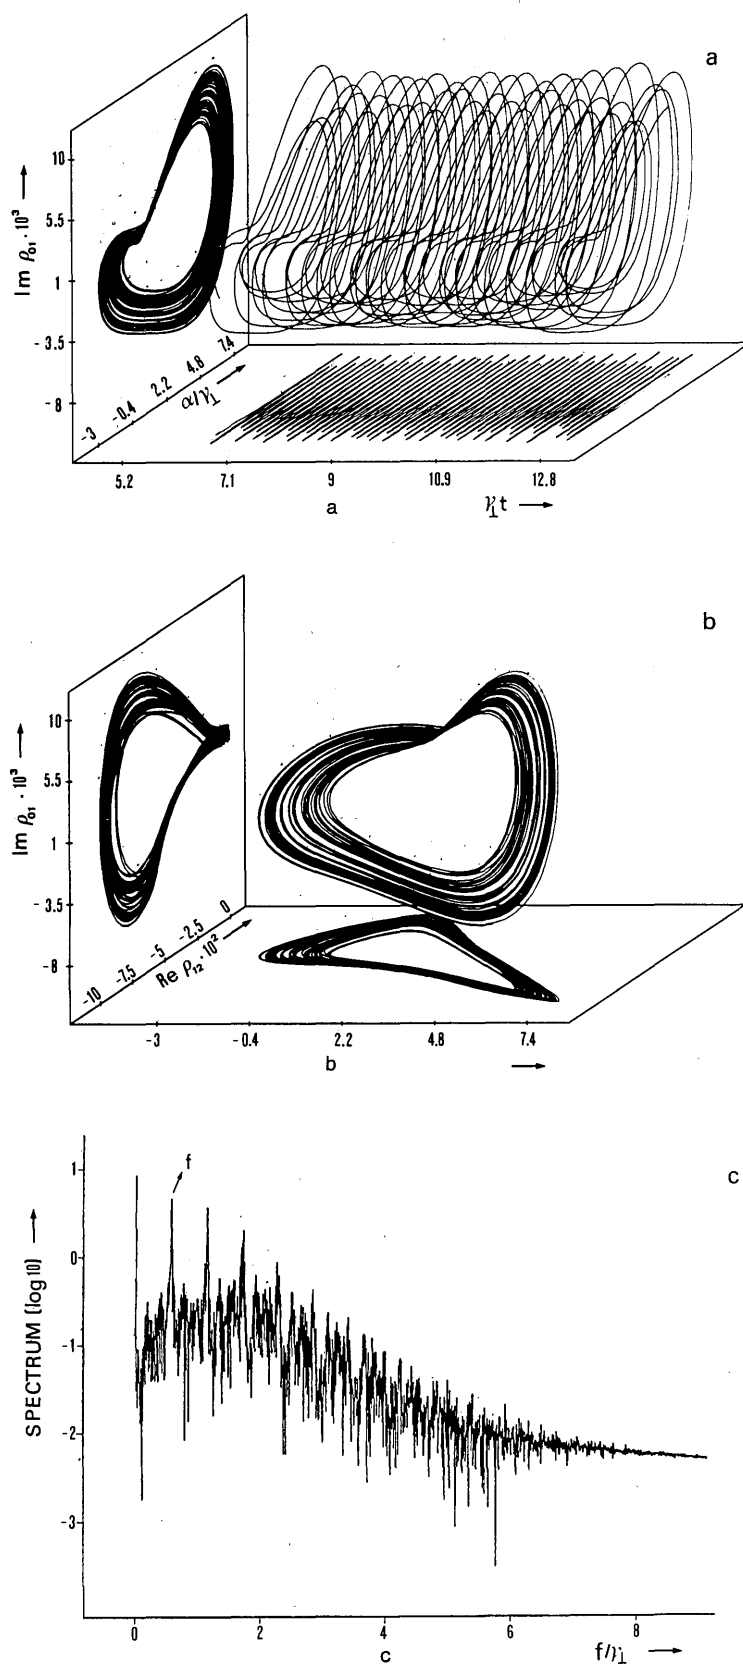 a
10
5.5
1
-3.5
-8
Im ρ₀₁ · 10³ →
-3 -0.4 2.2 4.8 7.4
α/γ⊥ →
5.2 7.1 9 10.9 12.8
a γ⊥t →
b
10
5.5
1
-3.5
-8
Im ρ₀₁ · 10³ →
-10 -7.5 -5 -2.5 0
Re ρ₁₂ · 10² →
-3 -0.4 2.2 4.8 7.4
b →
c
f
1
0
-1
-2
-3
SPECTRUM (log10) →
0 2 4 6 8
c f/γ⊥ →